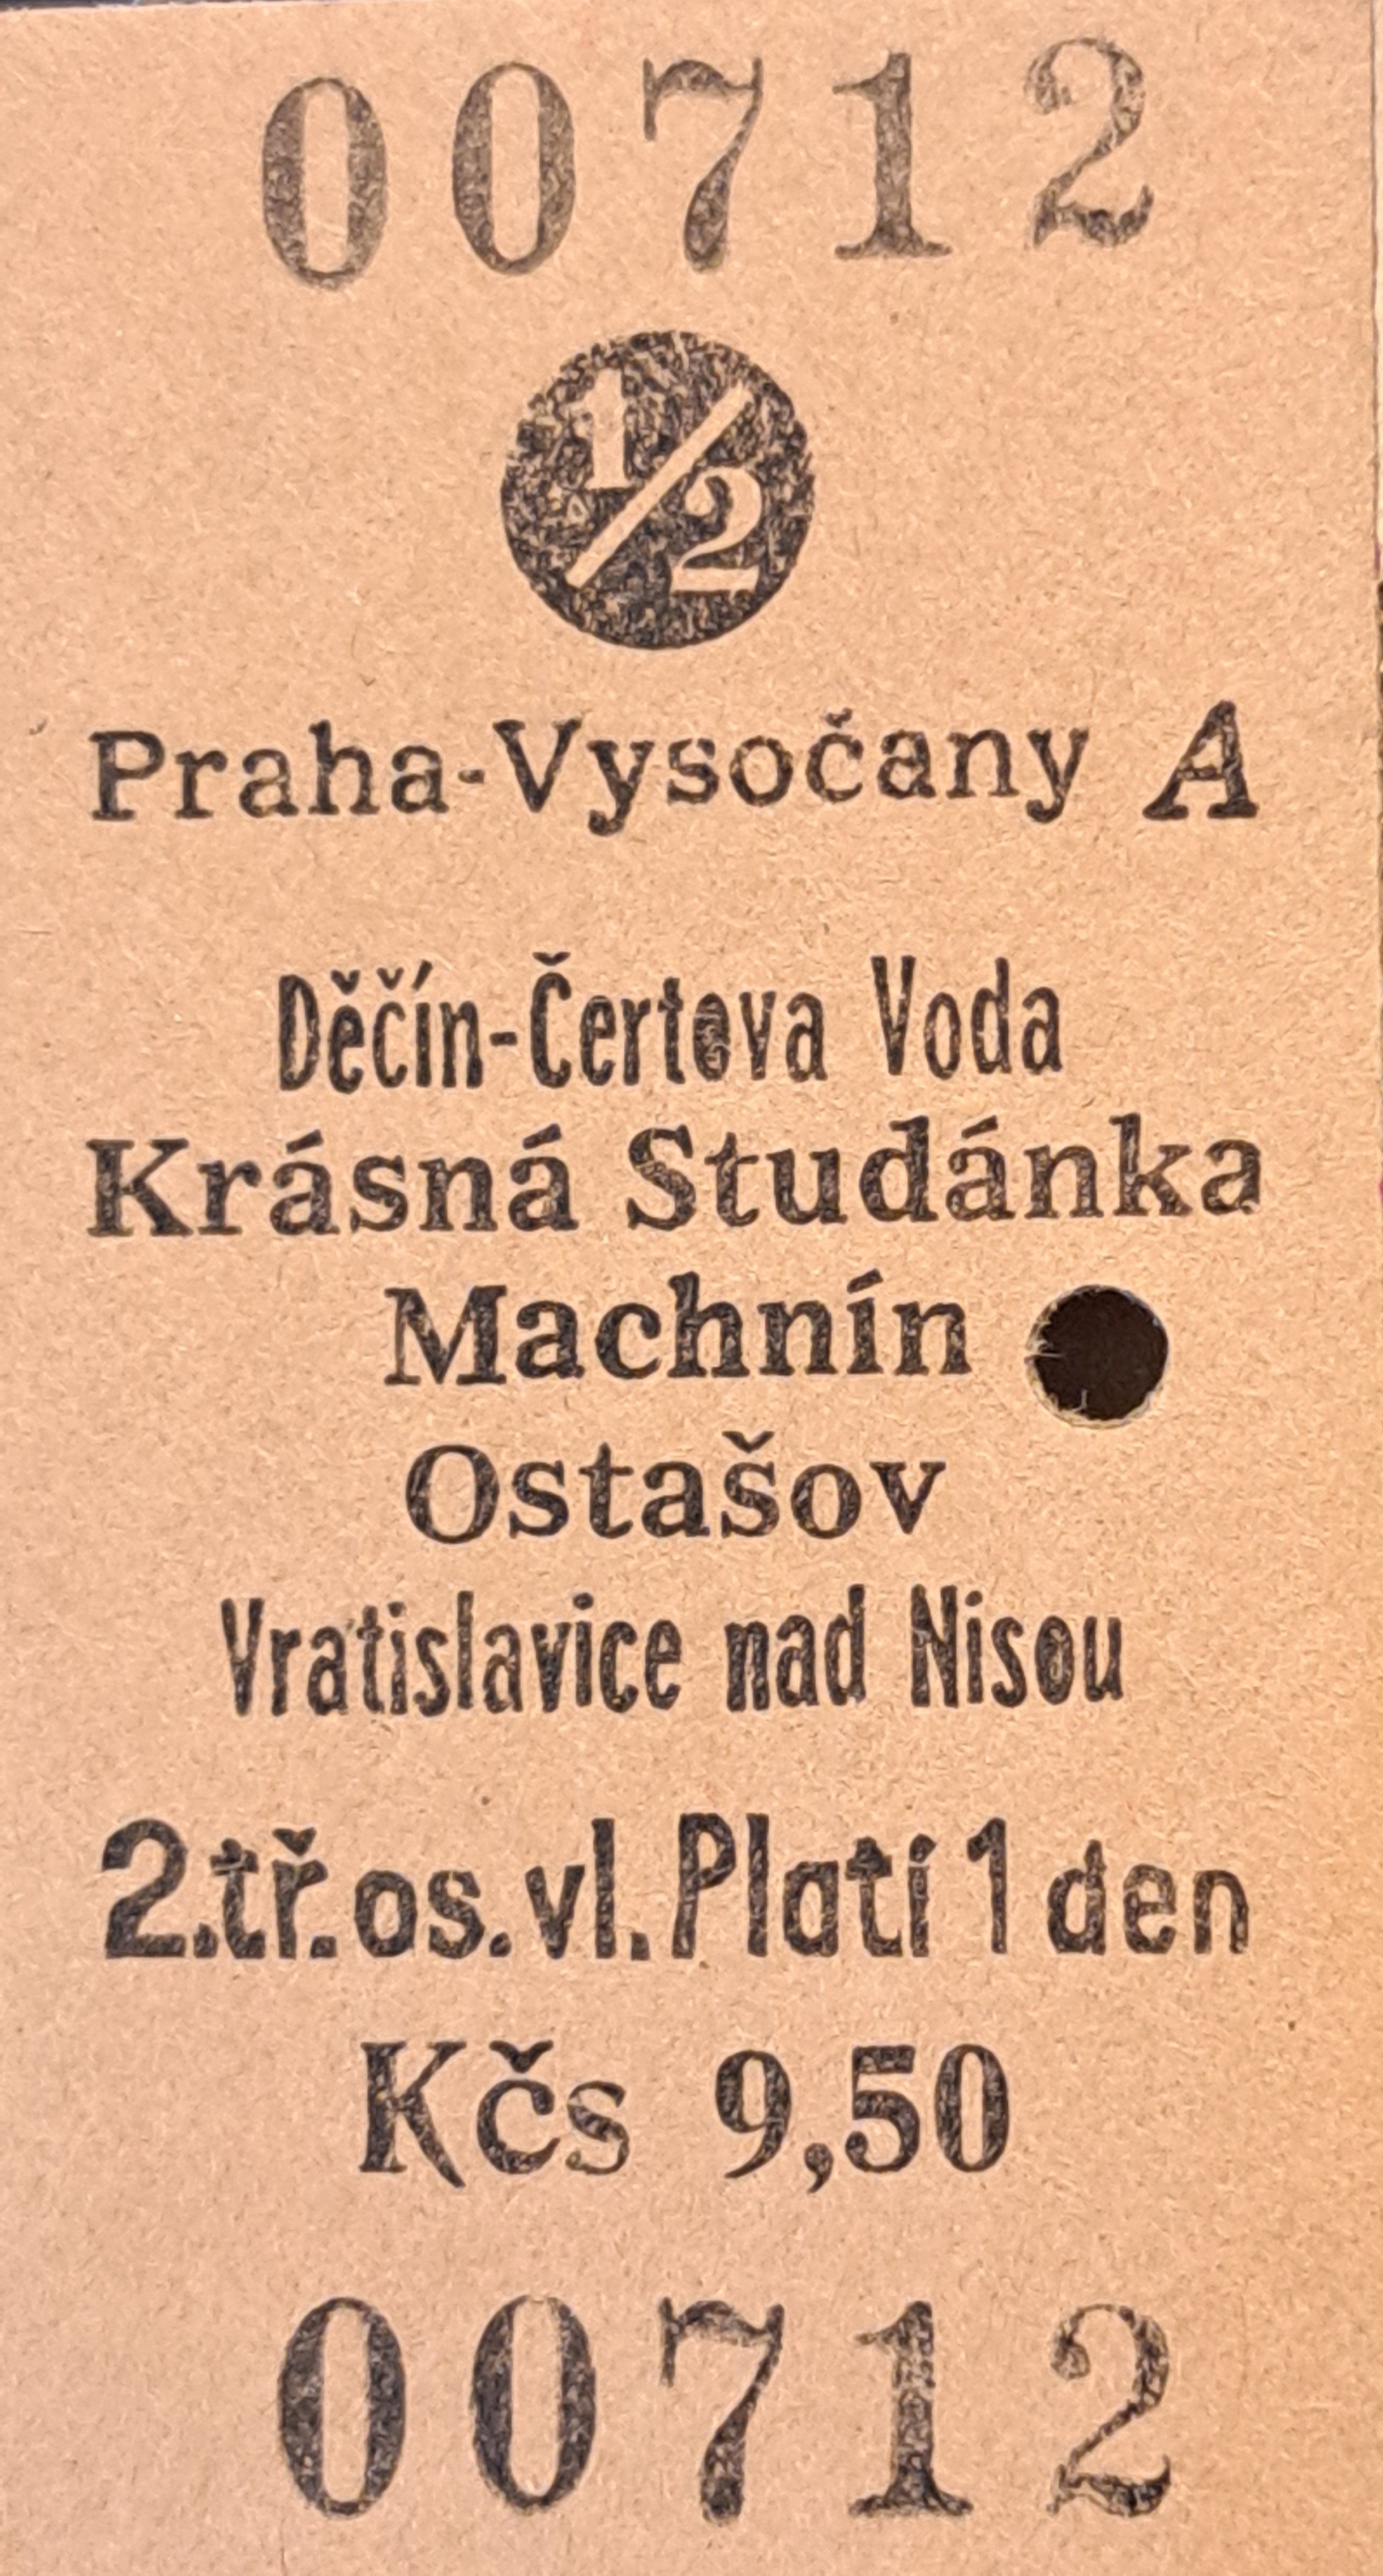 00712
1/2
Praha-Vysočany A
Děčín-Čertova Voda
Krásná Studánka
Machnín
Ostašov
Vratislavice nad Nisou
2.tř.os.vl.Platí 1 den
Kčs 9,50
00712